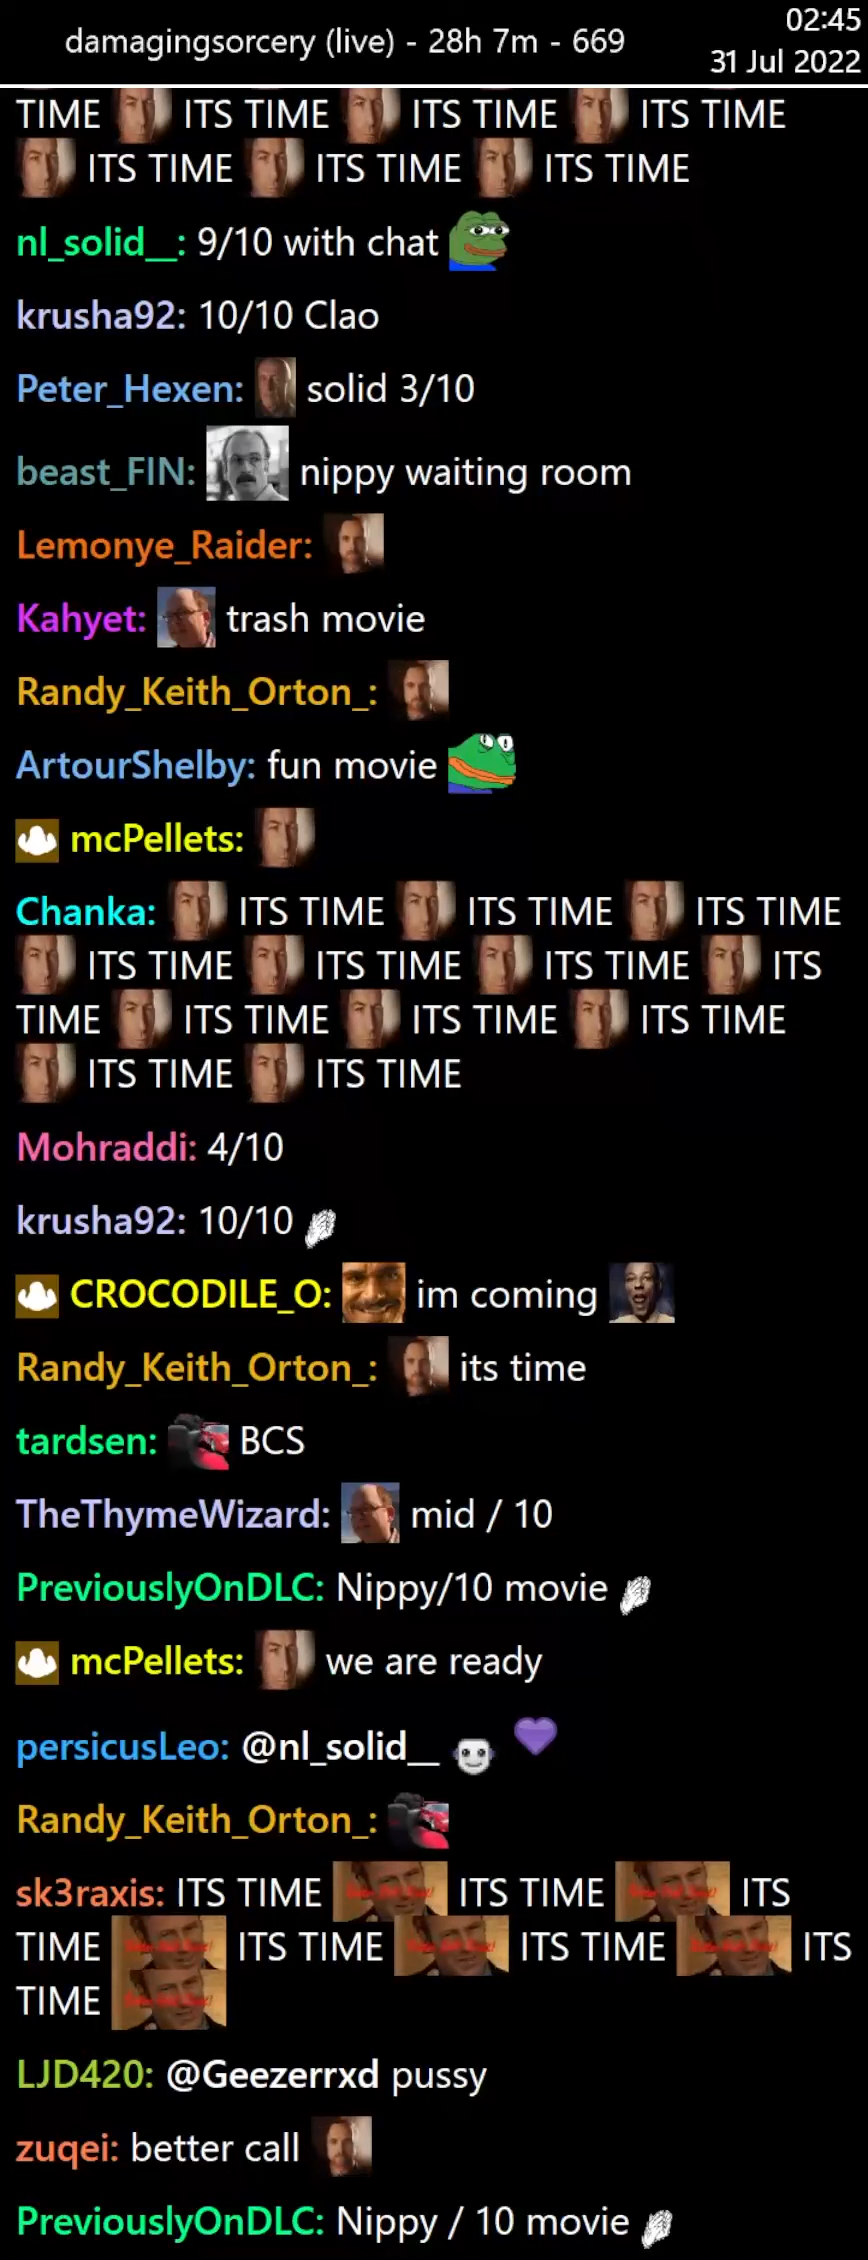 damagingsorcery (live) - 28h 7m - 669
02:45
31 Jul 2022
TIME ITS TIME ITS TIME ITS TIME
ITS TIME ITS TIME ITS TIME
nl_solid__: 9/10 with chat
krusha92: 10/10 Clao
Peter_Hexen: solid 3/10
beast_FIN: nippy waiting room
Lemonye_Raider:
Kahyet: trash movie
Randy_Keith_Orton_:
ArtourShelby: fun movie
mcPellets:
Chanka: ITS TIME ITS TIME ITS TIME
ITS TIME ITS TIME ITS TIME ITS
TIME ITS TIME ITS TIME ITS TIME
ITS TIME ITS TIME
Mohraddi: 4/10
krusha92: 10/10
CROCODILE_O: im coming
Randy_Keith_Orton_: its time
tardsen: BCS
TheThymeWizard: mid / 10
PreviouslyOnDLC: Nippy/10 movie
mcPellets: we are ready
persicusLeo: @nl_solid__
Randy_Keith_Orton_:
sk3raxis: ITS TIME ITS TIME ITS
TIME ITS TIME ITS TIME ITS
TIME
LJD420: @Geezerrxd pussy
zuqei: better call
PreviouslyOnDLC: Nippy / 10 movie